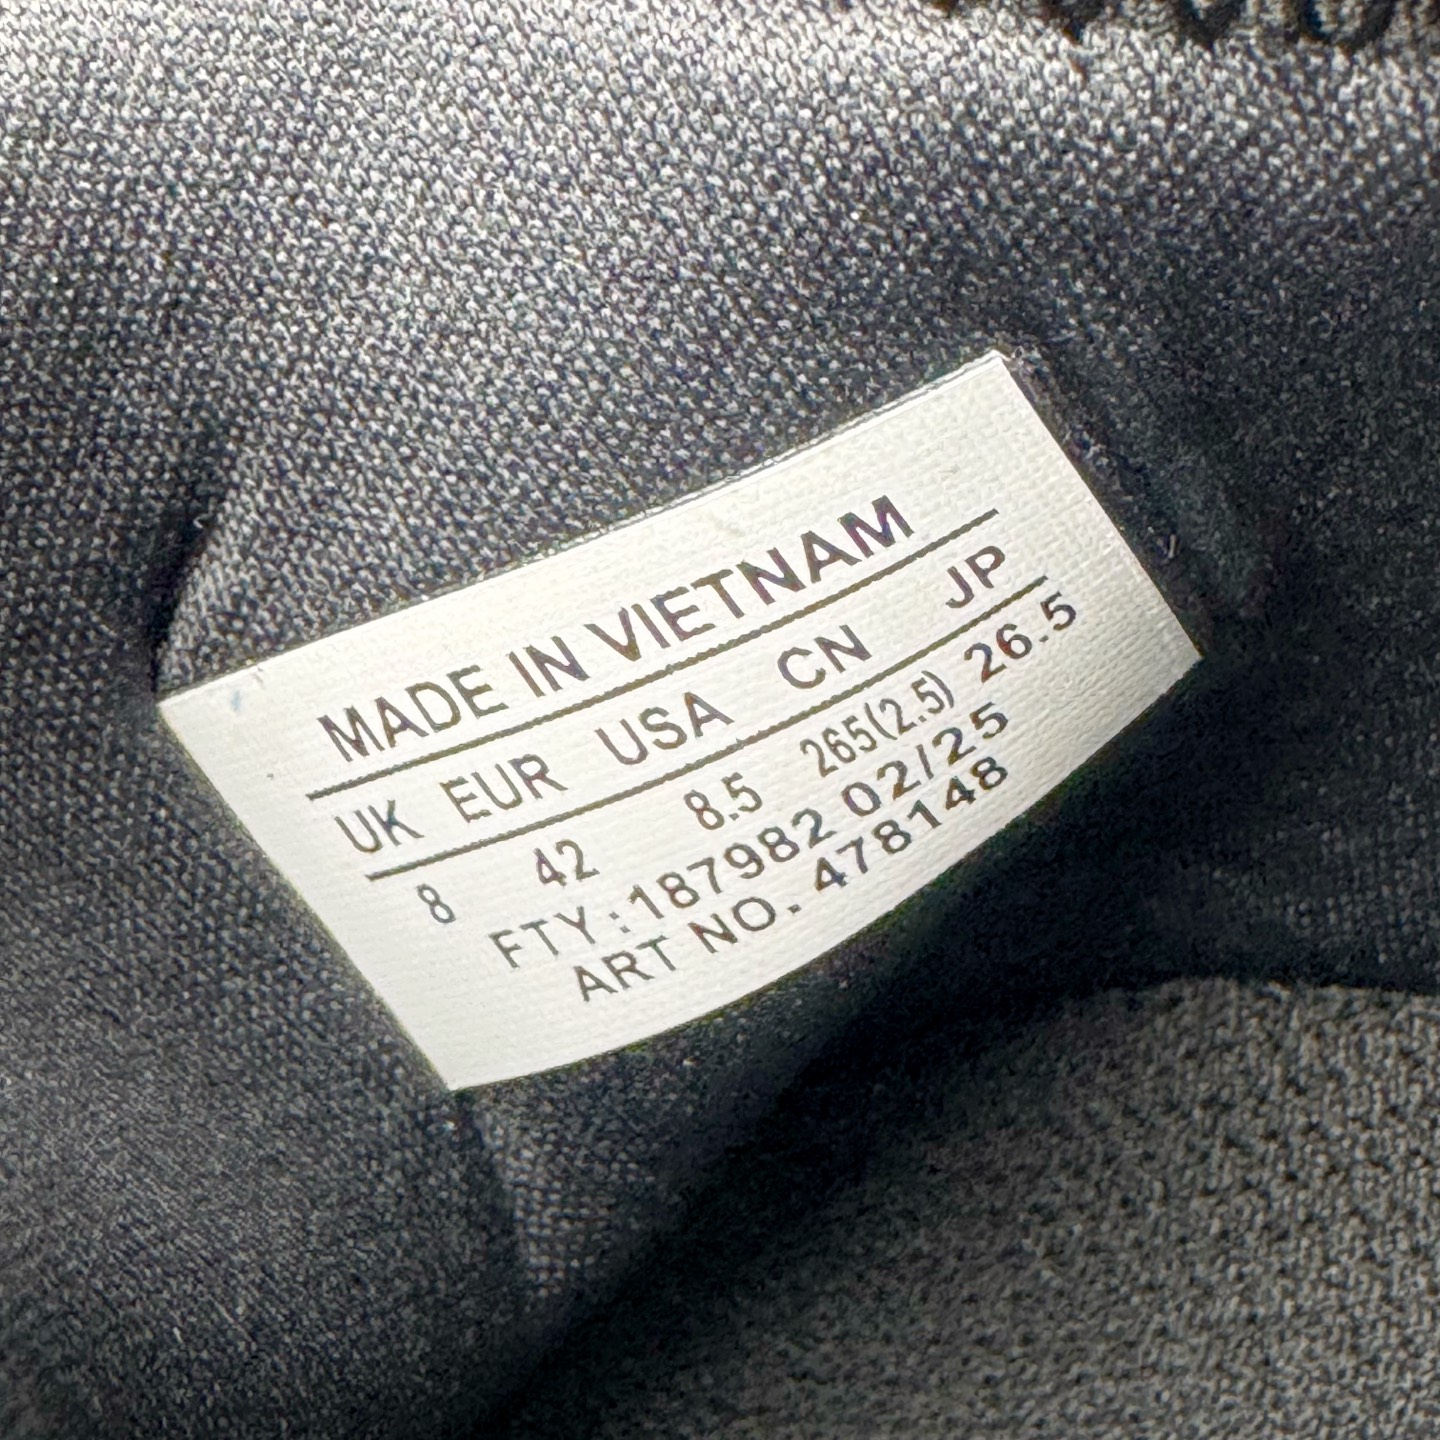 MADE IN VIETNAM
UK EUR USA CN JP
8 42 8.5 265(2.5) 26.5
FTY:187982 02/25
ART NO. 478148